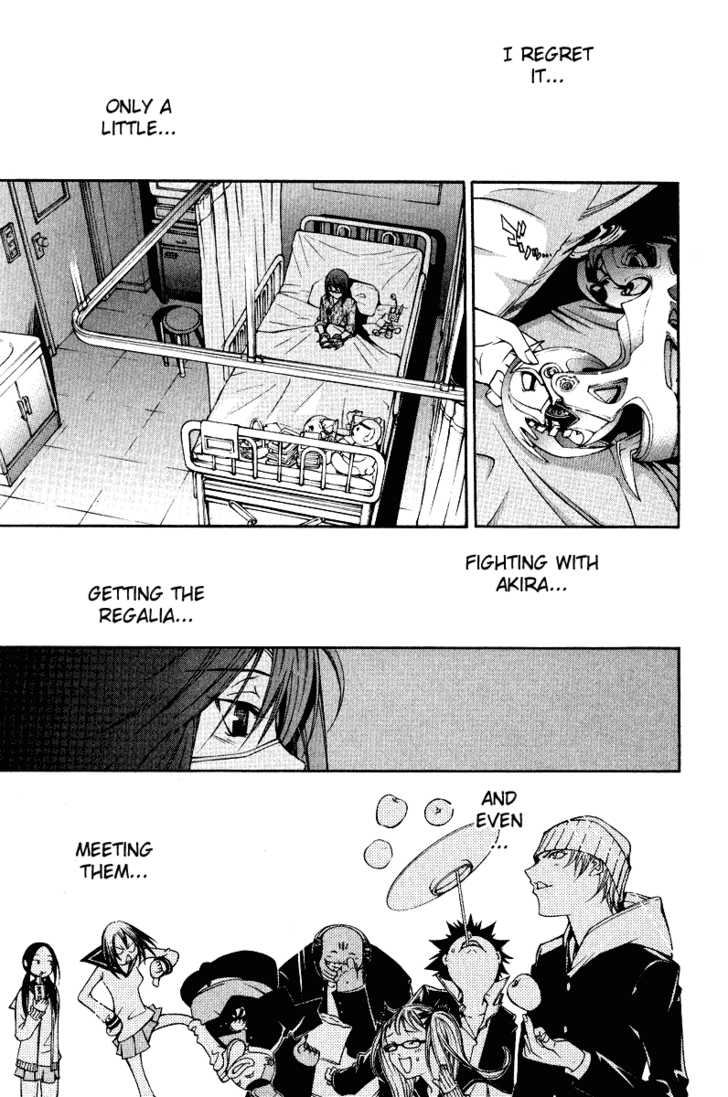 I REGRET
IT...
ONLY A
LITTLE...
FIGHTING WITH
AKIRA...
GETTING THE
REGALIA...
AND
EVEN
...
MEETING
THEM...